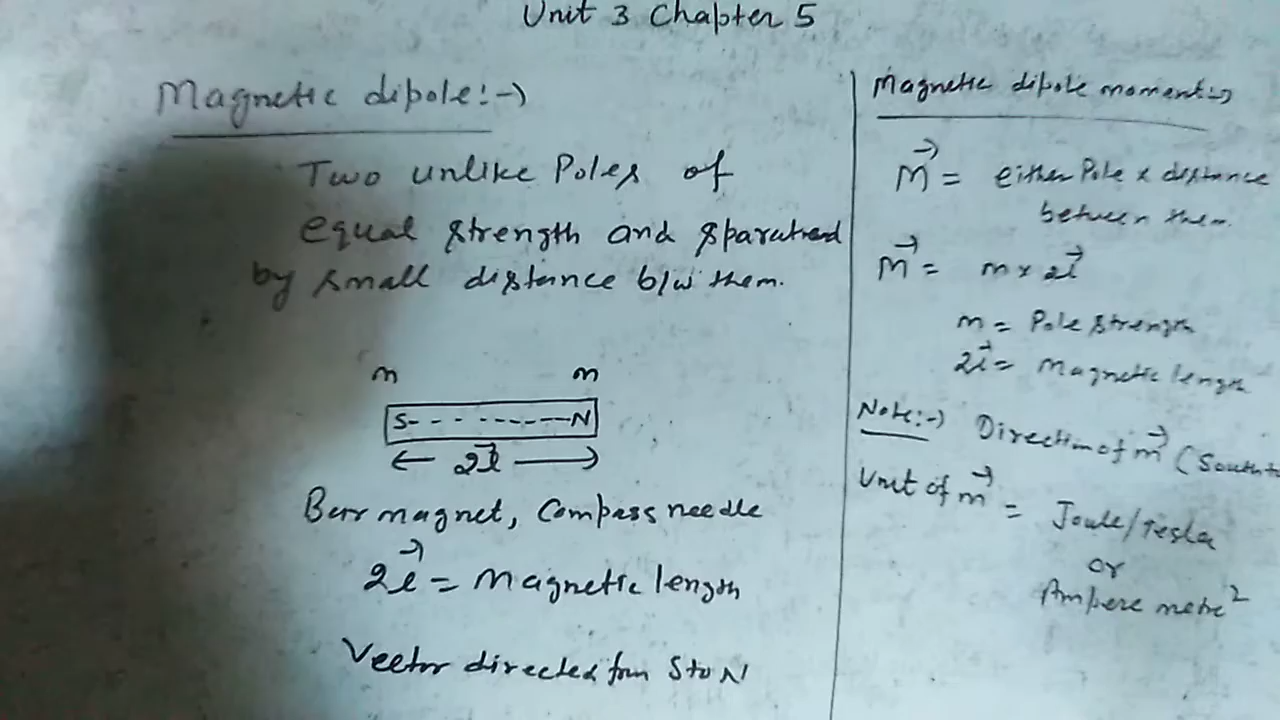 Unit 3 Chapter 5
Magnetic dipole:→
Two unlike Poles of
equal strength and sparated
by small distance b/w them.
m m
S N
2l⃗
Barr magnet, Compass needle
2l⃗ = Magnetic length
Vector directed from S to N
Magnetic dipole moment:→
M⃗ = either Pole x distance
between them.
M⃗ = m x 2l⃗
m = Pole strength
2l⃗ = Magnetic length
Note:→ Direction of m⃗ (South
Unit of m⃗ = Joule/Tesla
or
Ampere metre²